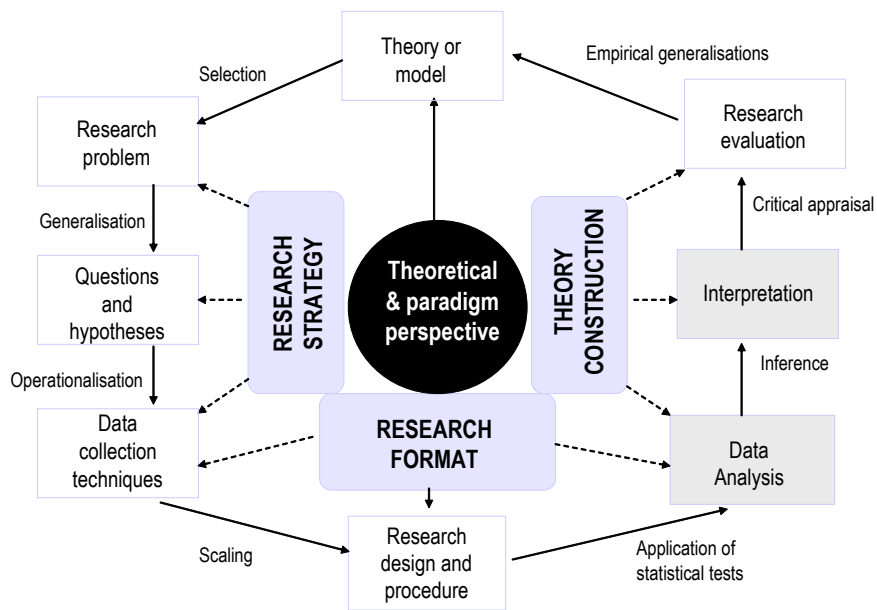 Theory or
model
Selection
Empirical generalisations
Research
problem
Research
evaluation
Generalisation
Critical appraisal
RESEARCH
STRATEGY
Theoretical
& paradigm
perspective
THEORY
CONSTRUCTION
Questions
and
hypotheses
Interpretation
Operationalisation
Inference
Data
collection
techniques
RESEARCH
FORMAT
Data
Analysis
Scaling
Research
design and
procedure
Application of
statistical tests